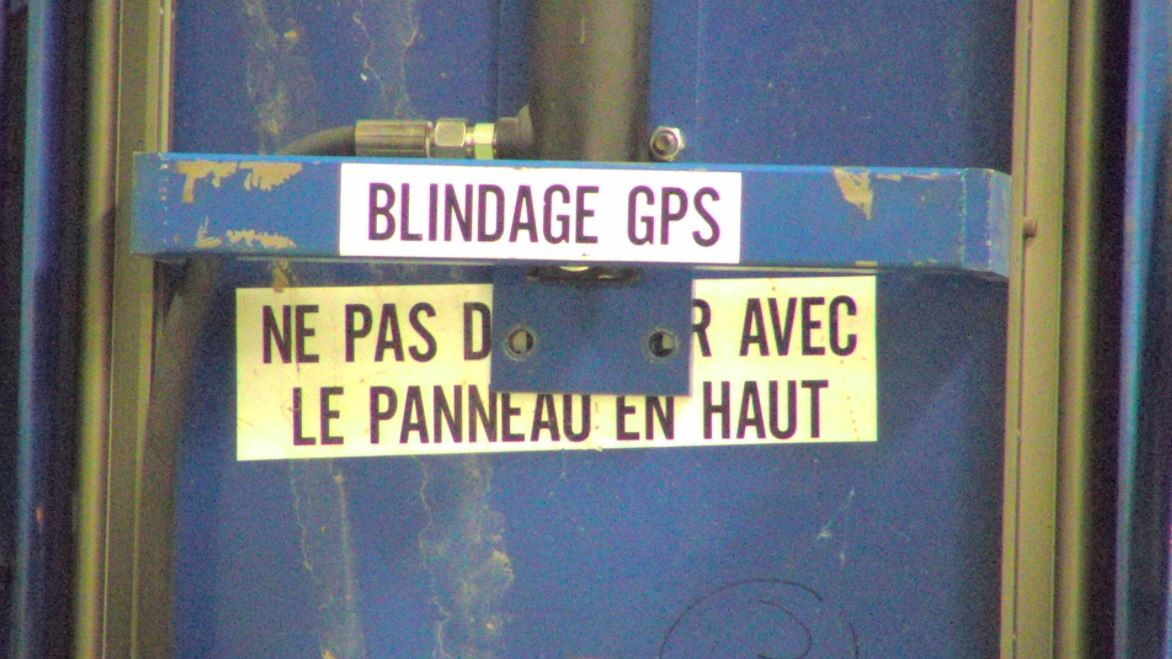 BLINDAGE GPS
NE PAS AVEC
LE PANNEAU EN HAUT